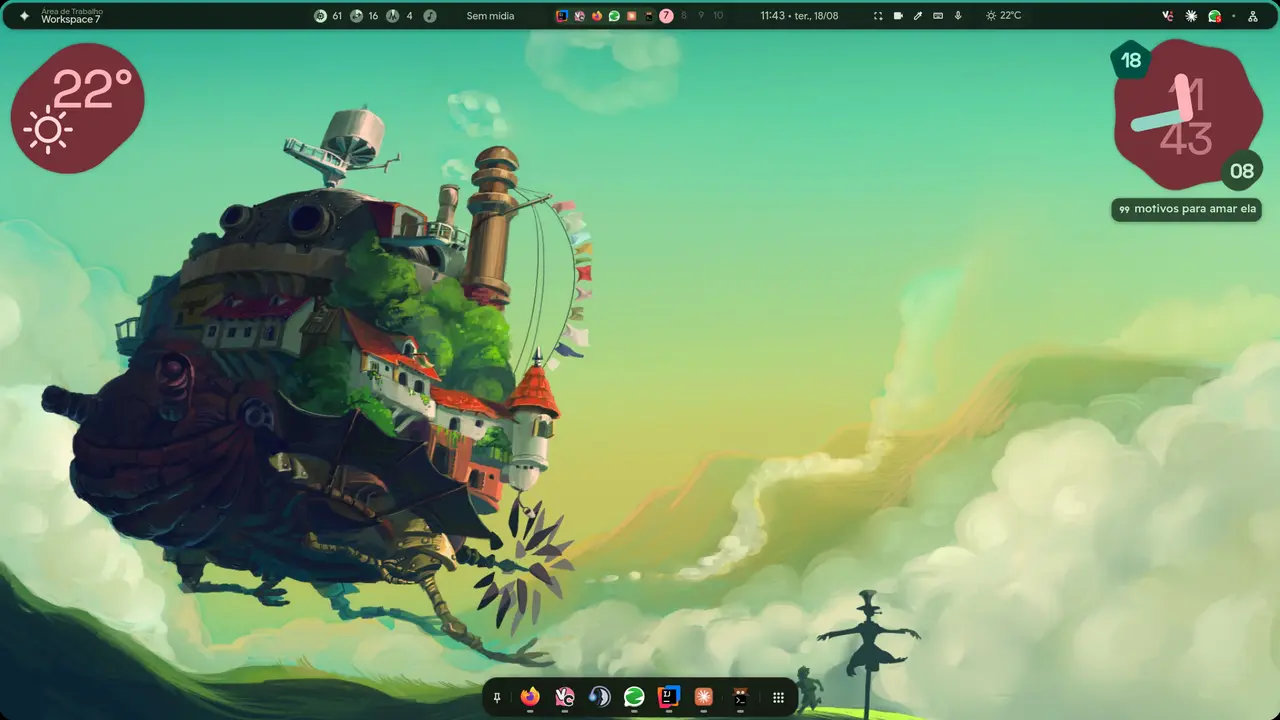 Área de Trabalho
Workspace 7
61 16 4
Sem mídia
7 8 9 10
11:43 • ter., 18/08
22°C
22°
18
11
43
08
99 motivos para amar ela